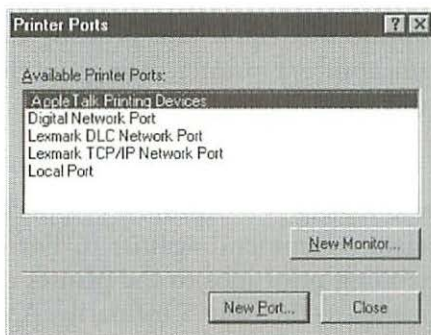 Printer Ports
Available Printer Ports:
AppleTalk Printing Devices
Digital Network Port
Lexmark DLC Network Port
Lexmark TCP/IP Network Port
Local Port
New Monitor...
New Port...
Close